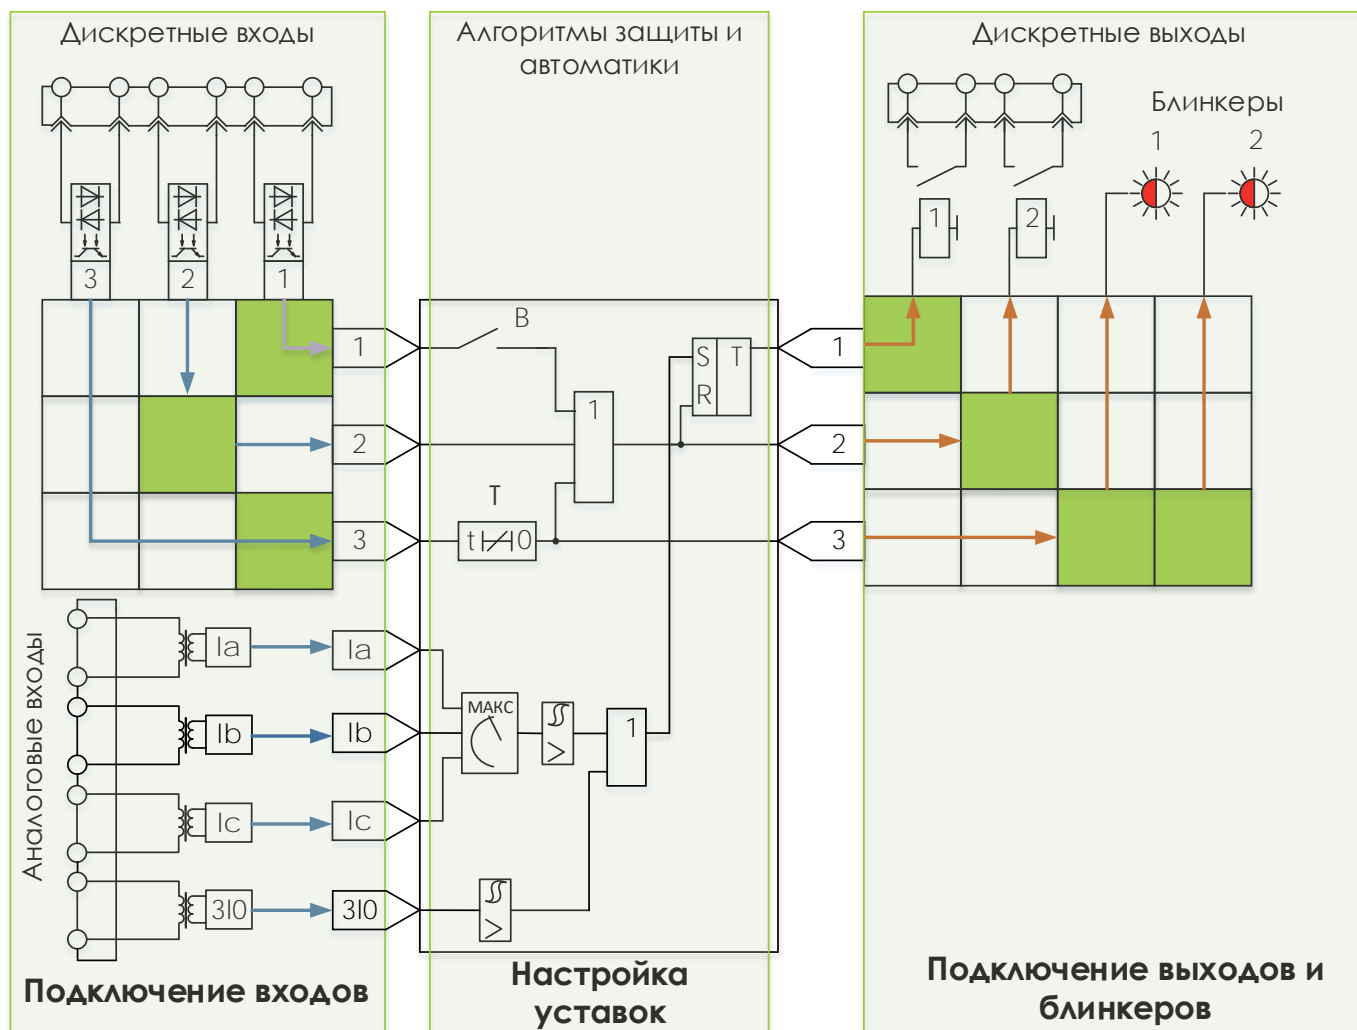 Дискретные входы
3
2
1
1
2
3
Аналоговые входы
Ia
Ia
Ib
Ib
Ic
Ic
3I0
3I0
Подключение входов
Алгоритмы защиты и
автоматики
B
1
S
T
R
T
t
0
МАКС
>
1
>
Настройка
уставок
Дискретные выходы
Блинкеры
1
2
1
2
1
2
3
Подключение выходов и
блинкеров